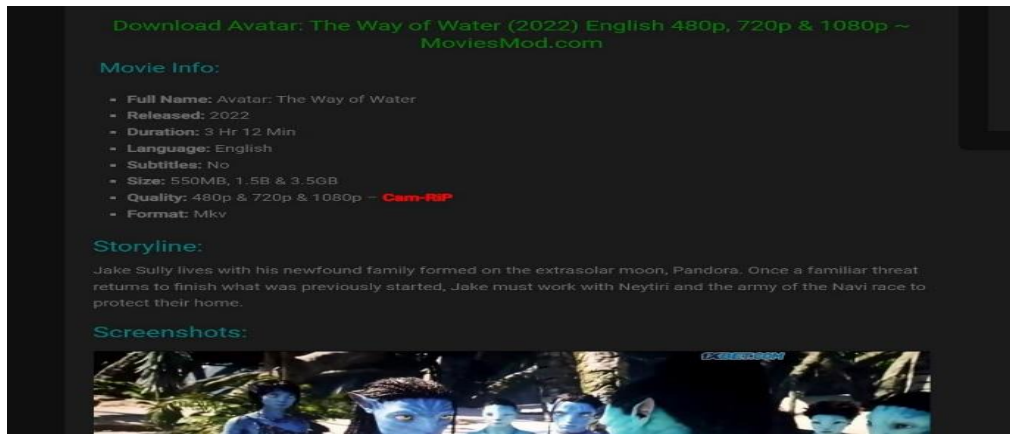 Download Avatar: The Way of Water (2022) English 480p, 720p & 1080p ~
MoviesMod.com
Movie Info:
Full Name: Avatar: The Way of Water
Released: 2022
Duration: 3 Hr 12 Min
Language: English
Subtitles: No
Size: 550MB, 1.5B & 3.5GB
Quality: 480p & 720p & 1080p – Cam-RiP
Format: Mkv
Storyline:
Jake Sully lives with his newfound family formed on the extrasolar moon, Pandora. Once a familiar threat
returns to finish what was previously started, Jake must work with Neytiri and the army of the Navi race to
protect their home.
Screenshots:
1XBET.COM